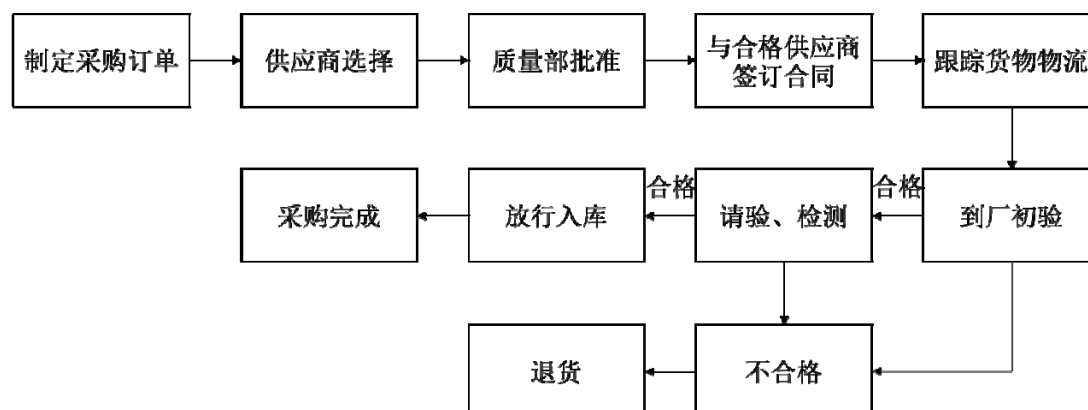 制定采购订单
供应商选择
质量部批准
与合格供应商
签订合同
跟踪货物物流
采购完成
合格
放行入库
请验、检测
合格
到厂初验
退货
不合格